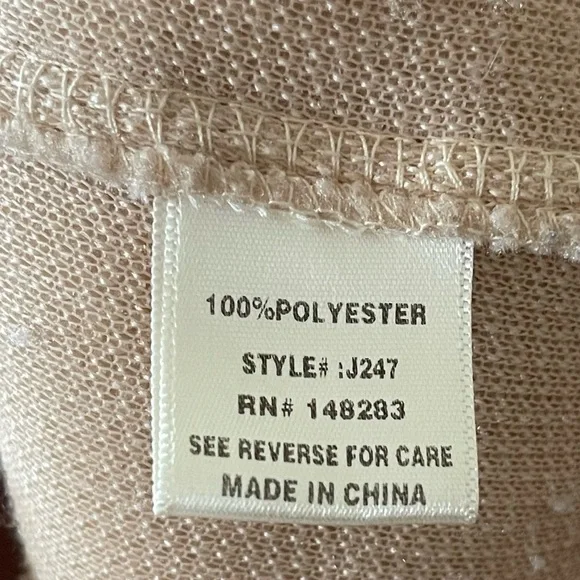 100%POLYESTER
STYLE# :J247
RN# 148283
SEE REVERSE FOR CARE
MADE IN CHINA